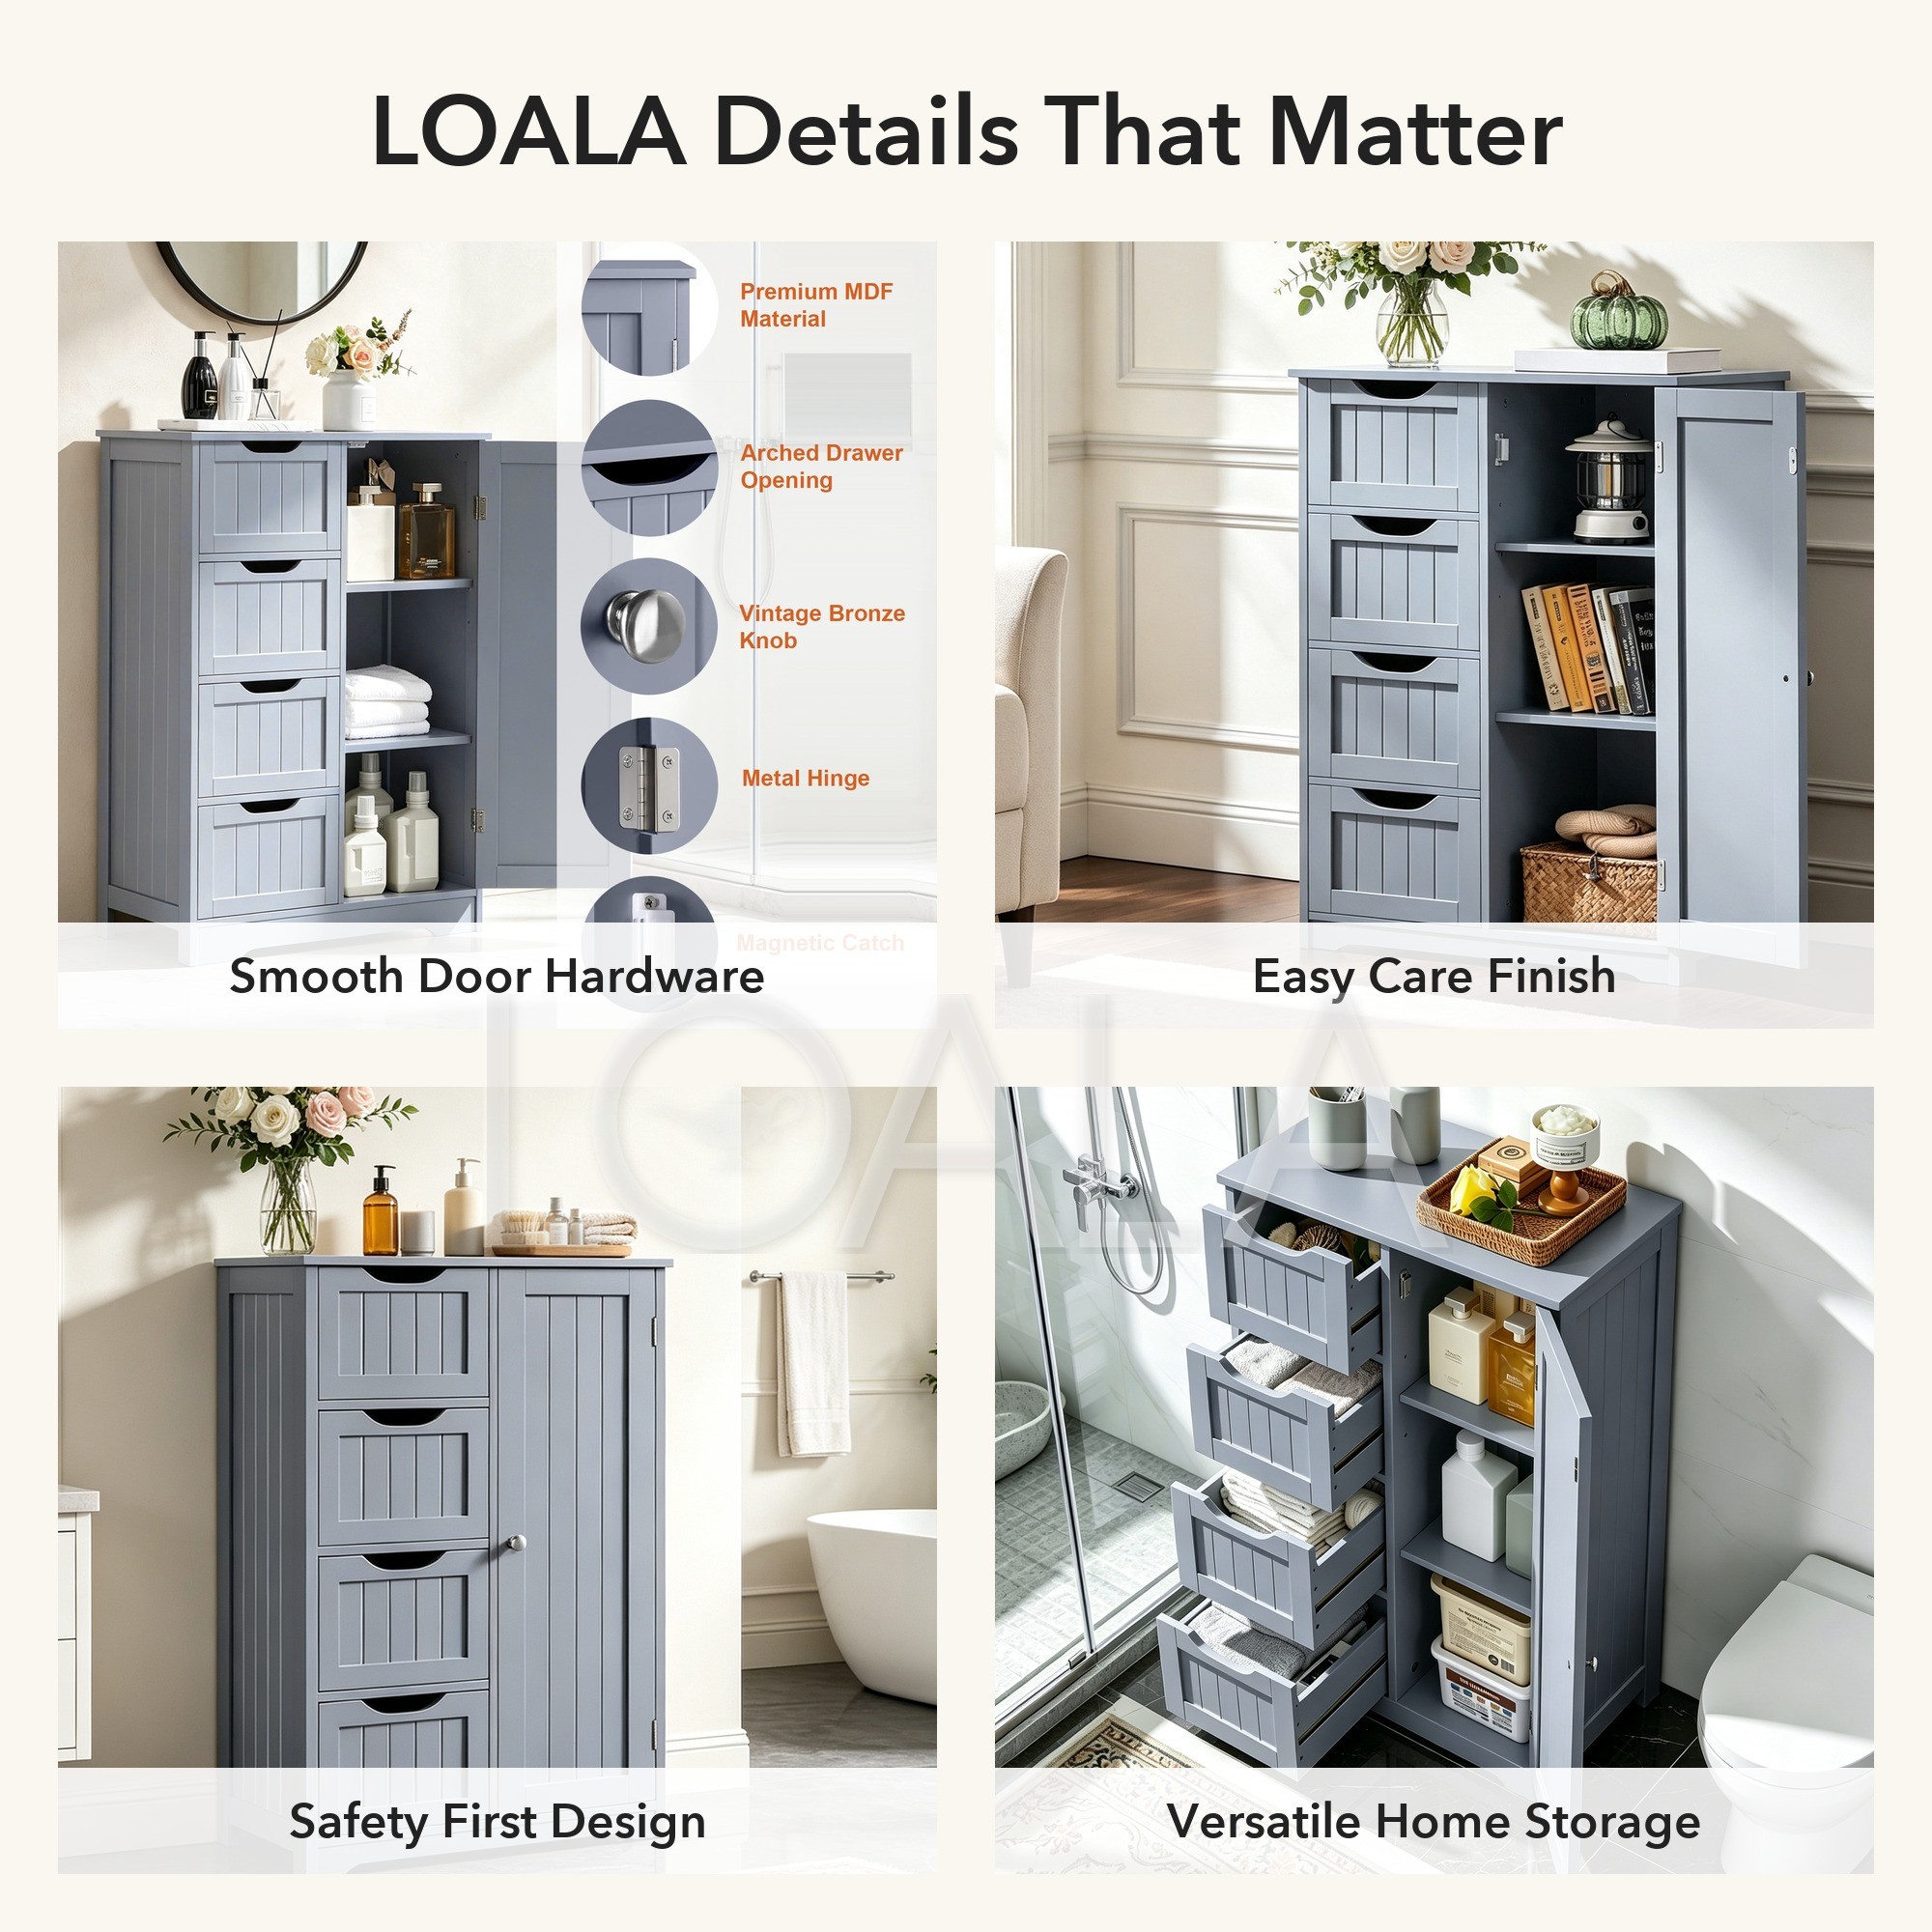 LOALA Details That Matter
Premium MDF
Material
Arched Drawer
Opening
Vintage Bronze
Knob
Metal Hinge
Magnetic Catch
Smooth Door Hardware
Easy Care Finish
LOALA
Safety First Design
Versatile Home Storage